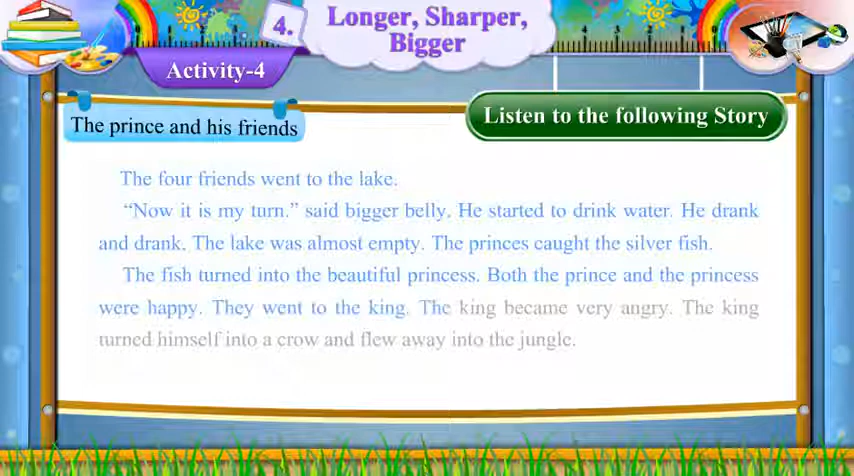 4.
Longer, Sharper,
Bigger
Activity-4
The prince and his friends
Listen to the following Story
The four friends went to the lake.
“Now it is my turn.” said bigger belly. He started to drink water. He drank
and drank. The lake was almost empty. The princes caught the silver fish.
The fish turned into the beautiful princess. Both the prince and the princess
were happy. They went to the king. The king became very angry. The king
turned himself into a crow and flew away into the jungle.